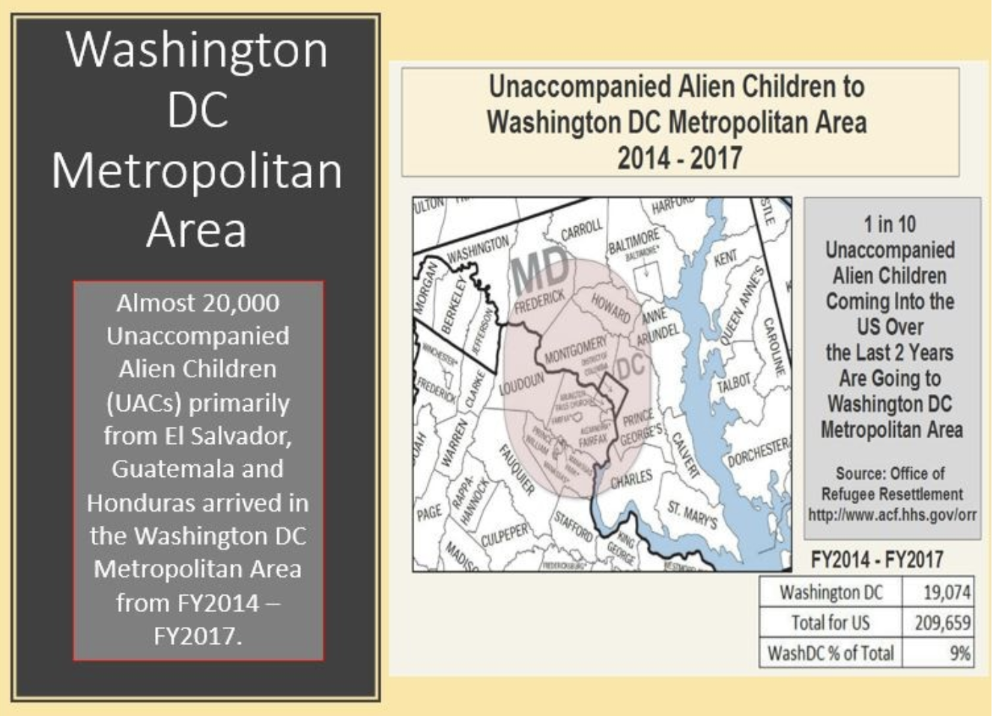 Washington
DC
Metropolitan
Area
Almost 20,000
Unaccompanied
Alien Children
(UACs) primarily
from El Salvador,
Guatemala and
Honduras arrived in
the Washington DC
Metropolitan Area
from FY2014 –
FY2017.
Unaccompanied Alien Children to
Washington DC Metropolitan Area
2014 - 2017
ULTON
HARFORD
STLE
CARROLL
WASHINGTON
BALTIMORE
BALTIMORE*
KENT
MD
MORGAN
BERKELEY
JEFFERSON
FREDERICK
HOWARD
ANNE
ARUNDEL
QUEEN ANNE'S
CAROLINE
WINCHESTER*
MONTGOMERY
DISTRICT OF
COLUMBIA
DC
FREDERICK
CLARKE
LOUDOUN
TALBOT
ARLINGTON
FALLS CHURCH*
FAIRFAX*
ALEXANDRIA*
FAIRFAX
PRINCE
GEORGE'S
WARREN
PRINCE
WILLIAM
MANASSAS
PARK*
MANASSAS*
CALVERT
DORCHESTER
OAH
FAUQUIER
CHARLES
RAPPA-
HANNOCK
PAGE
ST. MARY'S
STAFFORD
CULPEPER
KING
GEORGE
MADISO
FREDERICKSBURG*
WESTMOR
1 in 10
Unaccompanied
Alien Children
Coming Into the
US Over
the Last 2 Years
Are Going to
Washington DC
Metropolitan Area
Source: Office of
Refugee Resettlement
http://www.acf.hhs.gov/orr
FY2014 - FY2017
Washington DC 19,074
Total for US 209,659
WashDC % of Total 9%